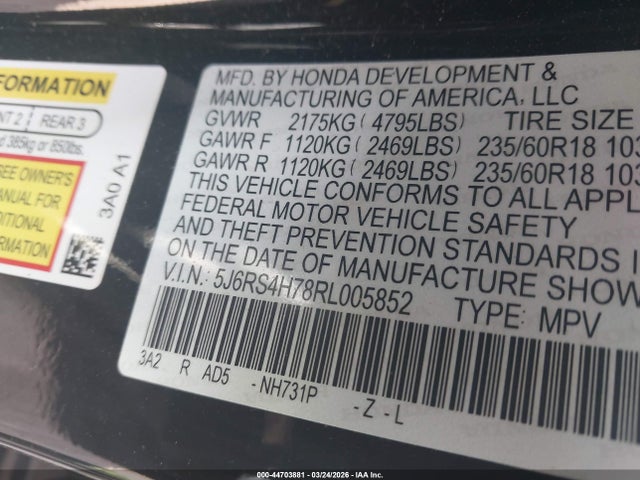 FORMATION
NT 2 REAR 3
d 385kg or 850lbs.
EE OWNER'S
ANUAL FOR
DITIONAL
ORMATION
3A0 A1
MFD. BY HONDA DEVELOPMENT &
MANUFACTURING OF AMERICA, LLC
GVWR 2175KG (4795LBS) TIRE SIZE
GAWR F 1120KG (2469LBS) 235/60R18 103
GAWR R 1120KG (2469LBS) 235/60R18 103
THIS VEHICLE CONFORMS TO ALL APPL
FEDERAL MOTOR VEHICLE SAFETY
AND THEFT PREVENTION STANDARDS I
ON THE DATE OF MANUFACTURE SHOW
V.I.N.: 5J6RS4H78RL005852 TYPE: MPV
3A2 R AD5 -NH731P -Z-L
000-44703881 - 03/24/2026 - IAA Inc.